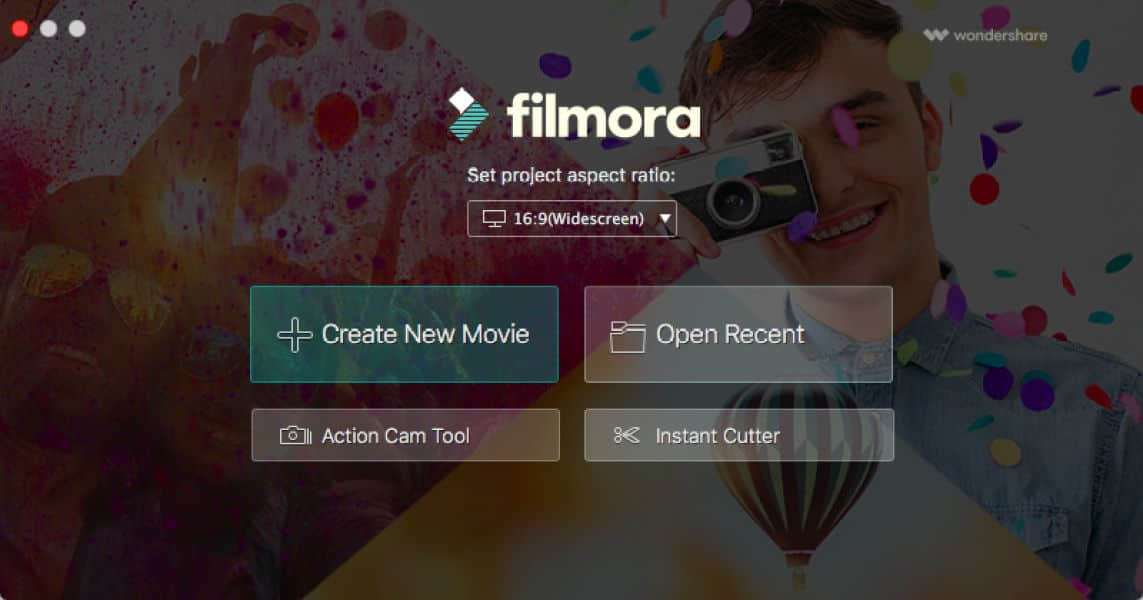 wondershare
filmora
Set project aspect ratio:
16:9(Widescreen)
Create New Movie
Open Recent
Action Cam Tool
Instant Cutter